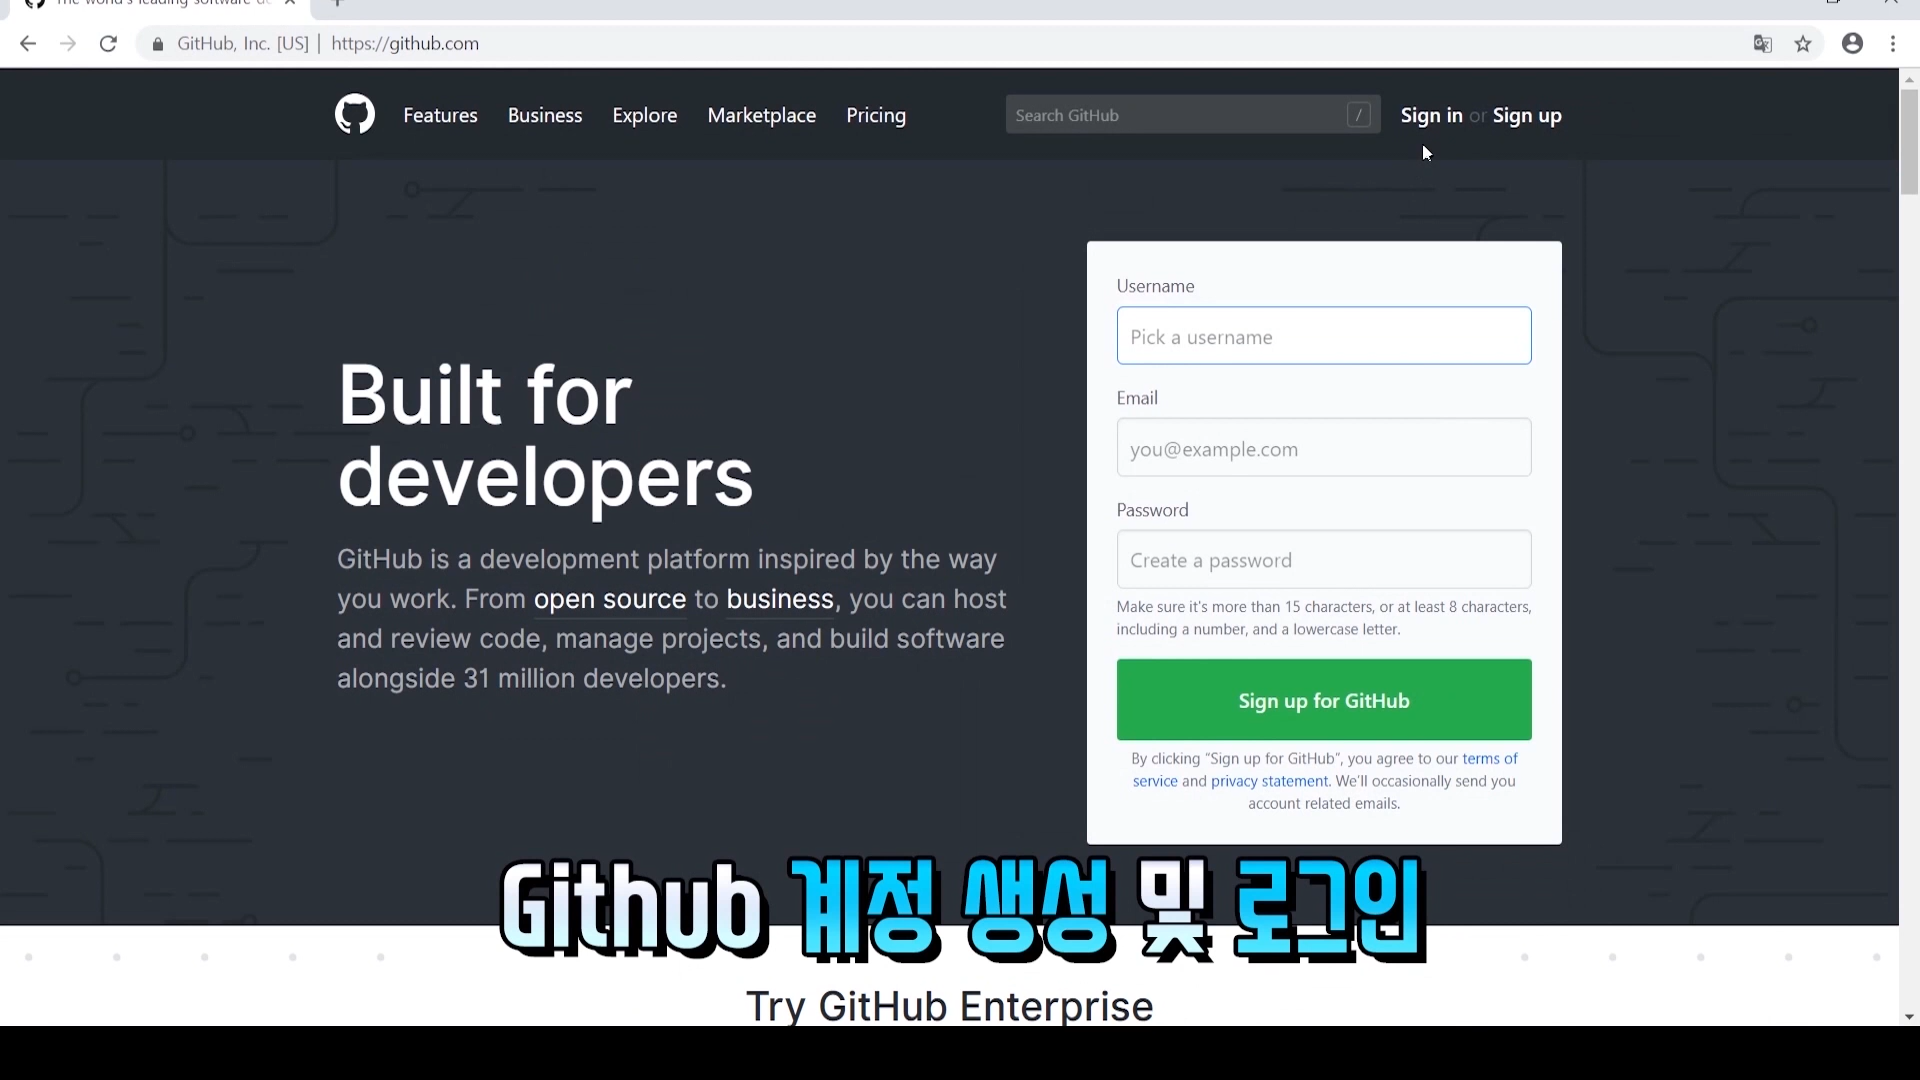 The world's leading software de
GitHub, Inc. [US] | https://github.com
Features Business Explore Marketplace Pricing Search GitHub / Sign in or Sign up
Username
Pick a username
Email
you@example.com
Password
Create a password
Make sure it's more than 15 characters, or at least 8 characters,
including a number, and a lowercase letter.
Sign up for GitHub
By clicking “Sign up for GitHub”, you agree to our terms of
service and privacy statement. We'll occasionally send you
account related emails.
Built for
developers
GitHub is a development platform inspired by the way
you work. From open source to business, you can host
and review code, manage projects, and build software
alongside 31 million developers.
Github 계정 생성 및 로그인
Try GitHub Enterprise